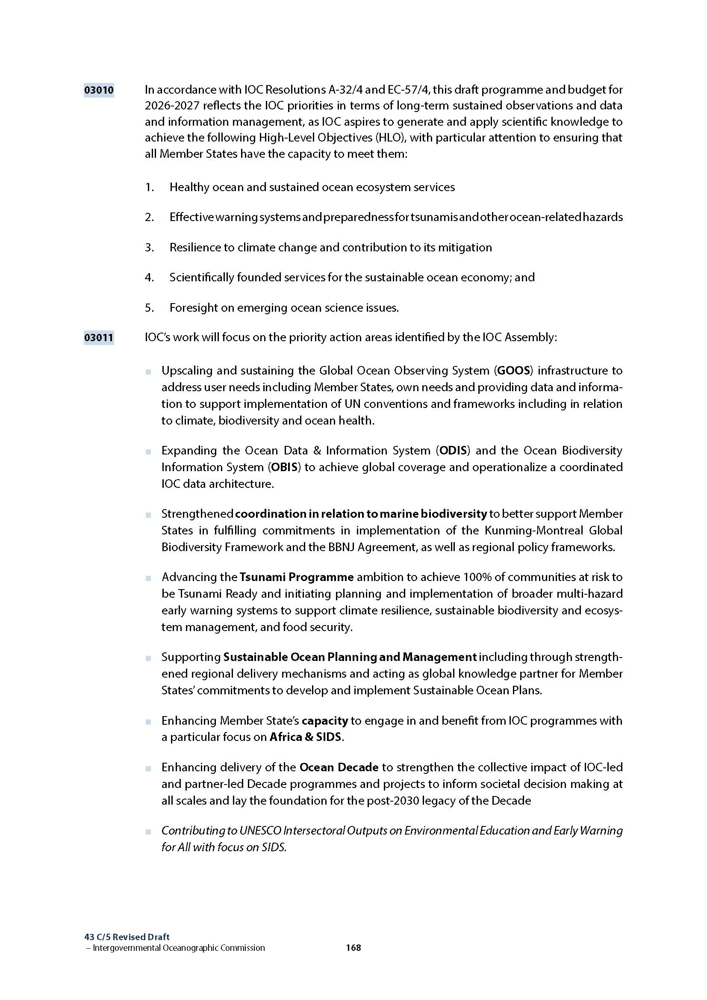 03010 In accordance with IOC Resolutions A-32/4 and EC-57/4, this draft programme and budget for
2026-2027 reflects the IOC priorities in terms of long-term sustained observations and data
and information management, as IOC aspires to generate and apply scientific knowledge to
achieve the following High-Level Objectives (HLO), with particular attention to ensuring that
all Member States have the capacity to meet them:
1. Healthy ocean and sustained ocean ecosystem services
2. Effective warning systems and preparedness for tsunamis and other ocean-related hazards
3. Resilience to climate change and contribution to its mitigation
4. Scientifically founded services for the sustainable ocean economy; and
5. Foresight on emerging ocean science issues.
03011 IOC’s work will focus on the priority action areas identified by the IOC Assembly:
■ Upscaling and sustaining the Global Ocean Observing System (GOOS) infrastructure to
address user needs including Member States, own needs and providing data and informa-
tion to support implementation of UN conventions and frameworks including in relation
to climate, biodiversity and ocean health.
■ Expanding the Ocean Data & Information System (ODIS) and the Ocean Biodiversity
Information System (OBIS) to achieve global coverage and operationalize a coordinated
IOC data architecture.
■ Strengthened coordination in relation to marine biodiversity to better support Member
States in fulfilling commitments in implementation of the Kunming-Montreal Global
Biodiversity Framework and the BBNJ Agreement, as well as regional policy frameworks.
■ Advancing the Tsunami Programme ambition to achieve 100% of communities at risk to
be Tsunami Ready and initiating planning and implementation of broader multi-hazard
early warning systems to support climate resilience, sustainable biodiversity and ecosys-
tem management, and food security.
■ Supporting Sustainable Ocean Planning and Management including through strength-
ened regional delivery mechanisms and acting as global knowledge partner for Member
States’ commitments to develop and implement Sustainable Ocean Plans.
■ Enhancing Member State’s capacity to engage in and benefit from IOC programmes with
a particular focus on Africa & SIDS.
■ Enhancing delivery of the Ocean Decade to strengthen the collective impact of IOC-led
and partner-led Decade programmes and projects to inform societal decision making at
all scales and lay the foundation for the post-2030 legacy of the Decade
■ Contributing to UNESCO Intersectoral Outputs on Environmental Education and Early Warning
for All with focus on SIDS.
43 C/5 Revised Draft
– Intergovernmental Oceanographic Commission 168